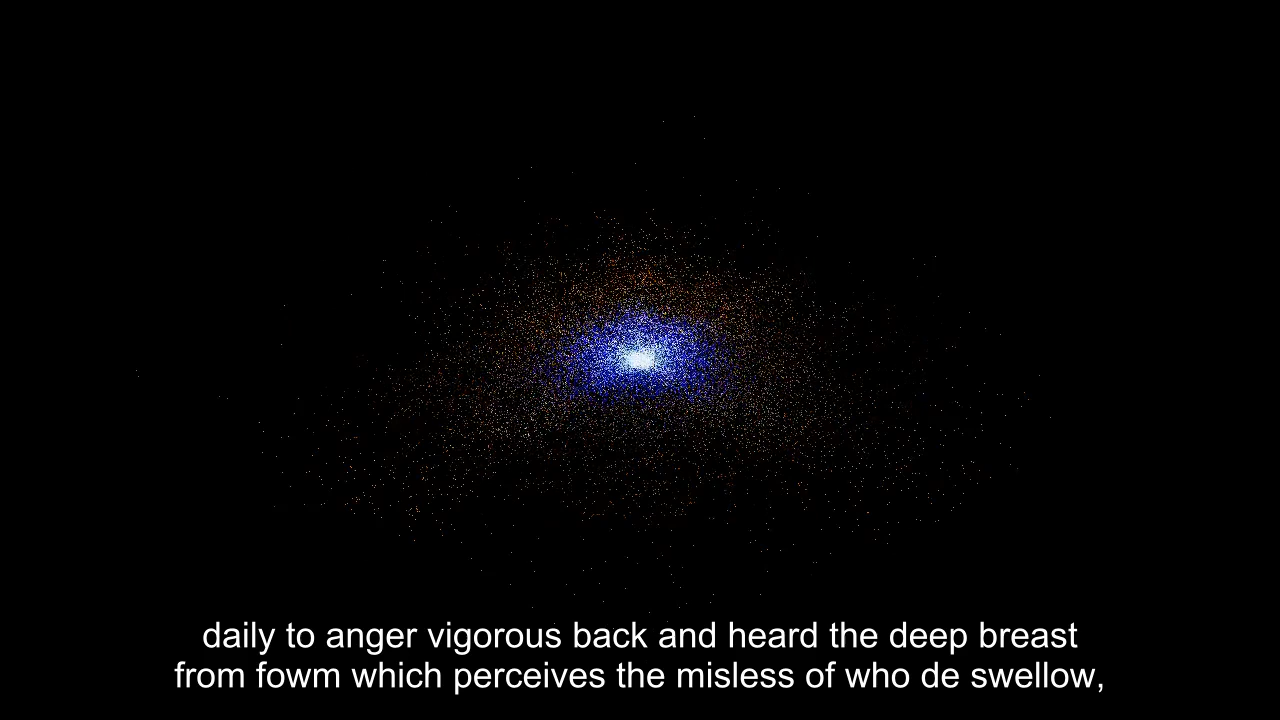 daily to anger vigorous back and heard the deep breast
from fowm which perceives the misless of who de swellow,